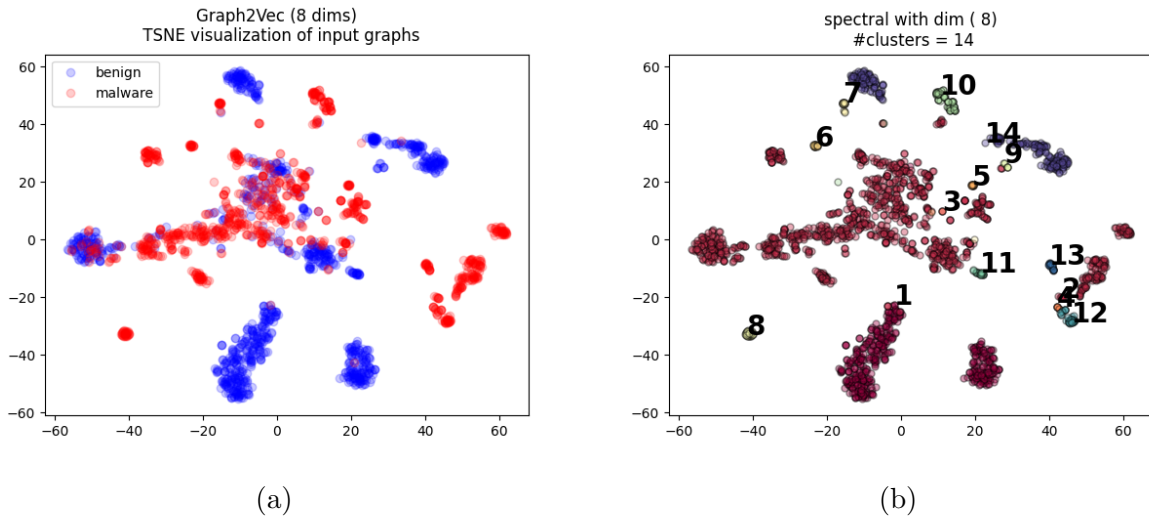 Graph2Vec (8 dims)
TSNE visualization of input graphs
benign
malware
60
40
20
0
−20
−40
−60
−60 −40 −20 0 20 40 60
(a)
spectral with dim ( 8)
#clusters = 14
60
40
20
0
−20
−40
−60
7
10
6
14
9
5
3
11
13
2
4
12
1
8
−60 −40 −20 0 20 40 60
(b)